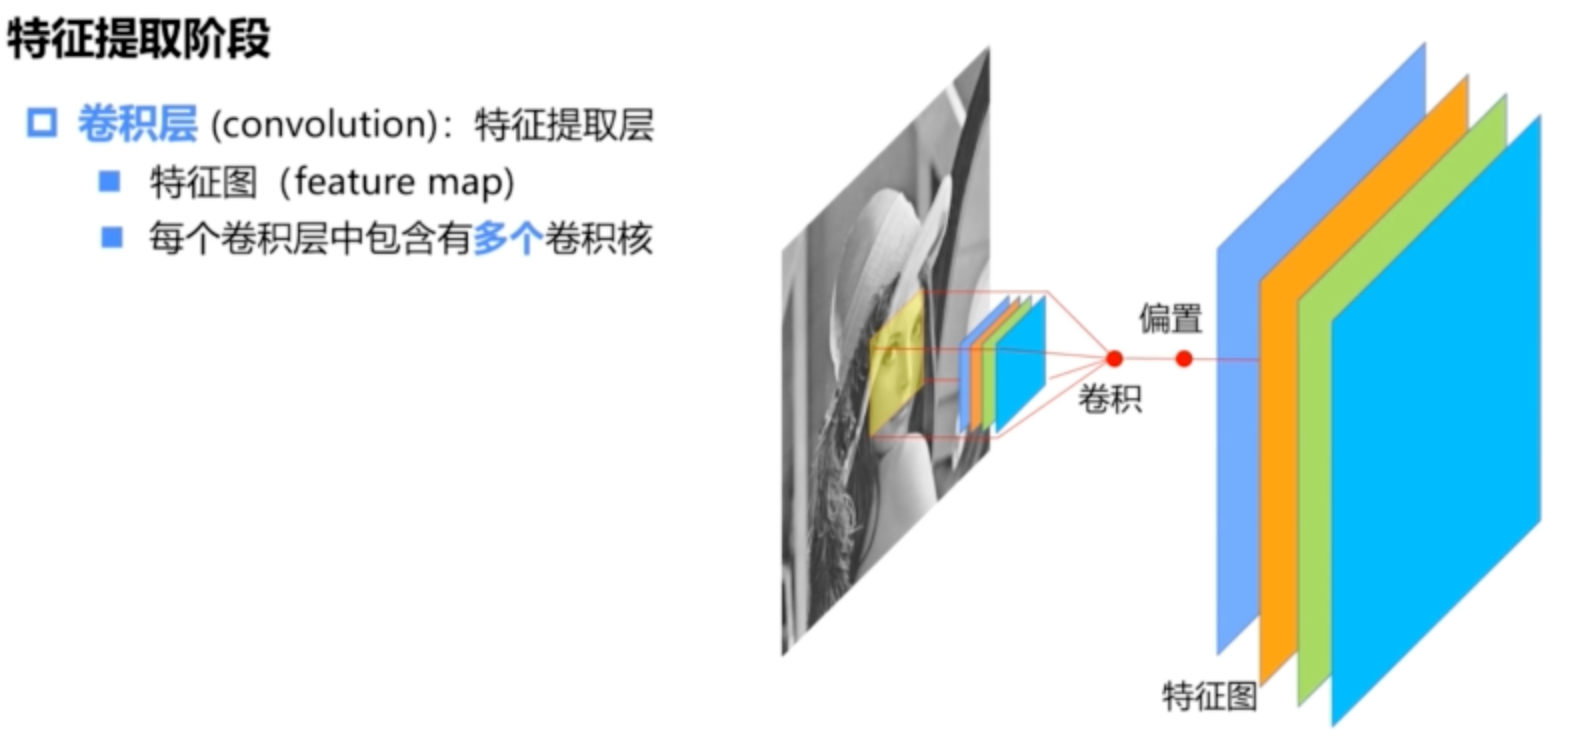 特征提取阶段
卷积层 (convolution)：特征提取层
特征图（feature map)
每个卷积层中包含有多个卷积核
偏置
卷积
特征图